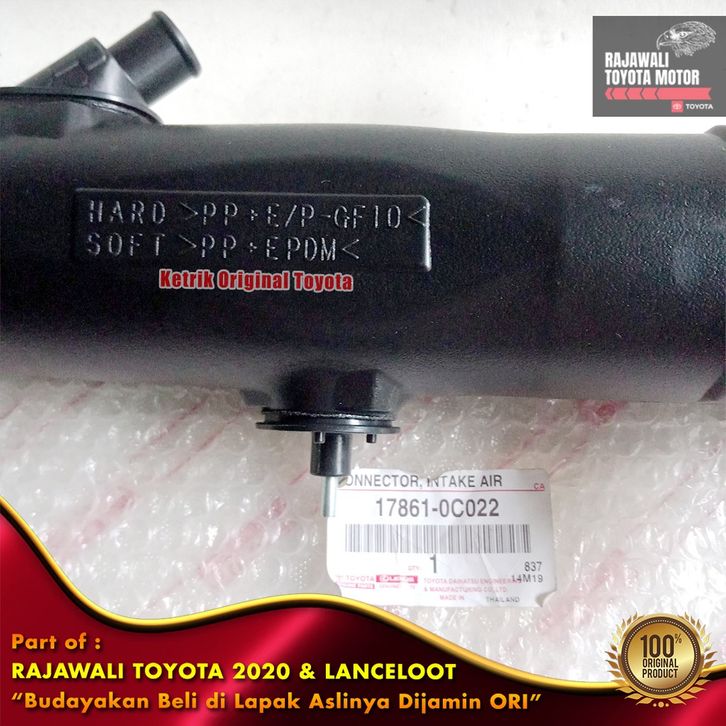 RAJAWALI
TOYOTA MOTOR
TOYOTA
HARD >PP+E/P-GF10<
SOFT >PP+EPDM<
Ketrik Original Toyota
CONNECTOR, INTAKE AIR
CA
17861-0C022
QTY
1
837
14M19
TOYOTA
TOYOTA DAIHATSU ENGINEERING
& MANUFACTURING CO., LTD.
MADE IN THAILAND
Part of :
RAJAWALI TOYOTA 2020 & LANCELOOT
“Budayakan Beli di Lapak Aslinya Dijamin ORI”
100%
ORIGINAL
PRODUCT